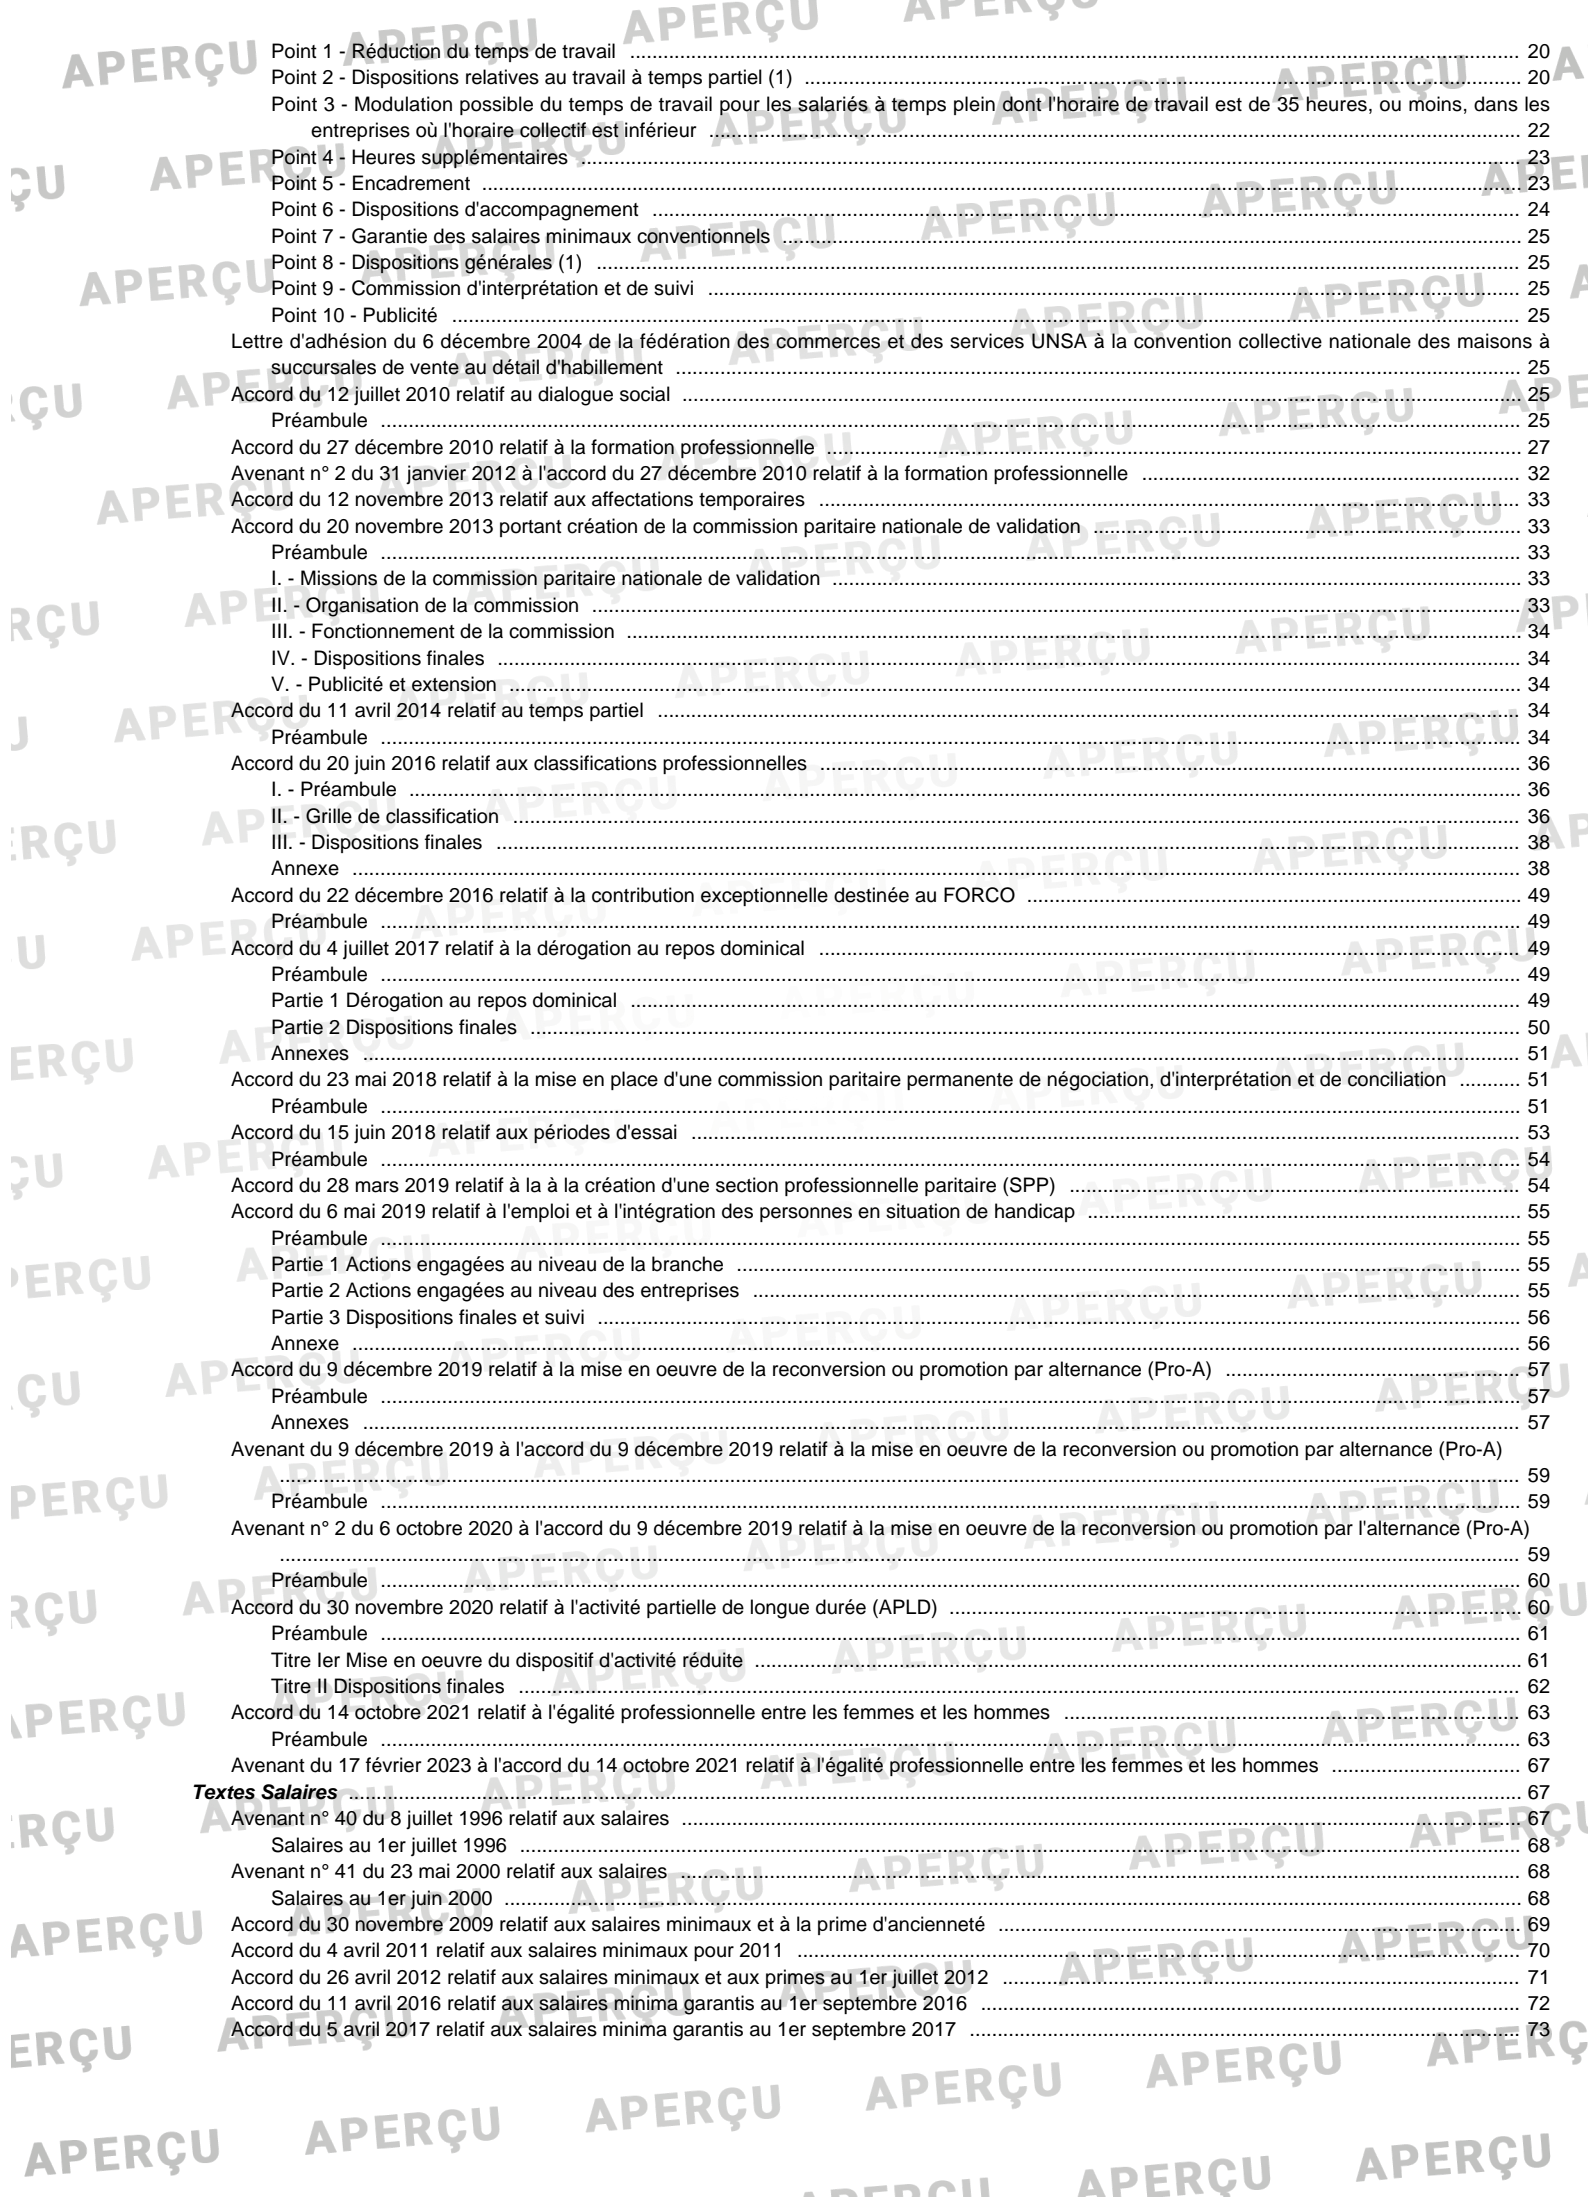 Point 1 - Réduction du temps de travail ... 20
Point 2 - Dispositions relatives au travail à temps partiel (1) ... 20
Point 3 - Modulation possible du temps de travail pour les salariés à temps plein dont l'horaire de travail est de 35 heures, ou moins, dans les
entreprises où l'horaire collectif est inférieur ... 22
Point 4 - Heures supplémentaires ... 23
Point 5 - Encadrement ... 23
Point 6 - Dispositions d'accompagnement ... 24
Point 7 - Garantie des salaires minimaux conventionnels ... 25
Point 8 - Dispositions générales (1) ... 25
Point 9 - Commission d'interprétation et de suivi ... 25
Point 10 - Publicité ... 25
Lettre d'adhésion du 6 décembre 2004 de la fédération des commerces et des services UNSA à la convention collective nationale des maisons à
succursales de vente au détail d'habillement ... 25
Accord du 12 juillet 2010 relatif au dialogue social ... 25
Préambule ... 25
Accord du 27 décembre 2010 relatif à la formation professionnelle ... 27
Avenant n° 2 du 31 janvier 2012 à l'accord du 27 décembre 2010 relatif à la formation professionnelle ... 32
Accord du 12 novembre 2013 relatif aux affectations temporaires ... 33
Accord du 20 novembre 2013 portant création de la commission paritaire nationale de validation ... 33
Préambule ... 33
I. - Missions de la commission paritaire nationale de validation ... 33
II. - Organisation de la commission ... 33
III. - Fonctionnement de la commission ... 34
IV. - Dispositions finales ... 34
V. - Publicité et extension ... 34
Accord du 11 avril 2014 relatif au temps partiel ... 34
Préambule ... 34
Accord du 20 juin 2016 relatif aux classifications professionnelles ... 36
I. - Préambule ... 36
II. - Grille de classification ... 36
III. - Dispositions finales ... 38
Annexe ... 38
Accord du 22 décembre 2016 relatif à la contribution exceptionnelle destinée au FORCO ... 49
Préambule ... 49
Accord du 4 juillet 2017 relatif à la dérogation au repos dominical ... 49
Préambule ... 49
Partie 1 Dérogation au repos dominical ... 49
Partie 2 Dispositions finales ... 50
Annexes ... 51
Accord du 23 mai 2018 relatif à la mise en place d'une commission paritaire permanente de négociation, d'interprétation et de conciliation ... 51
Préambule ... 51
Accord du 15 juin 2018 relatif aux périodes d'essai ... 53
Préambule ... 54
Accord du 28 mars 2019 relatif à la à la création d'une section professionnelle paritaire (SPP) ... 54
Accord du 6 mai 2019 relatif à l'emploi et à l'intégration des personnes en situation de handicap ... 55
Préambule ... 55
Partie 1 Actions engagées au niveau de la branche ... 55
Partie 2 Actions engagées au niveau des entreprises ... 55
Partie 3 Dispositions finales et suivi ... 56
Annexe ... 56
Accord du 9 décembre 2019 relatif à la mise en oeuvre de la reconversion ou promotion par alternance (Pro-A) ... 57
Préambule ... 57
Annexes ... 57
Avenant du 9 décembre 2019 à l'accord du 9 décembre 2019 relatif à la mise en oeuvre de la reconversion ou promotion par alternance (Pro-A)
... 59
Préambule ... 59
Avenant n° 2 du 6 octobre 2020 à l'accord du 9 décembre 2019 relatif à la mise en oeuvre de la reconversion ou promotion par l'alternance (Pro-A)
... 59
Préambule ... 60
Accord du 30 novembre 2020 relatif à l'activité partielle de longue durée (APLD) ... 60
Préambule ... 61
Titre Ier Mise en oeuvre du dispositif d'activité réduite ... 61
Titre II Dispositions finales ... 62
Accord du 14 octobre 2021 relatif à l'égalité professionnelle entre les femmes et les hommes ... 63
Préambule ... 63
Avenant du 17 février 2023 à l'accord du 14 octobre 2021 relatif à l'égalité professionnelle entre les femmes et les hommes ... 67
Textes Salaires ... 67
Avenant n° 40 du 8 juillet 1996 relatif aux salaires ... 67
Salaires au 1er juillet 1996 ... 68
Avenant n° 41 du 23 mai 2000 relatif aux salaires ... 68
Salaires au 1er juin 2000 ... 68
Accord du 30 novembre 2009 relatif aux salaires minimaux et à la prime d'ancienneté ... 69
Accord du 4 avril 2011 relatif aux salaires minimaux pour 2011 ... 70
Accord du 26 avril 2012 relatif aux salaires minimaux et aux primes au 1er juillet 2012 ... 71
Accord du 11 avril 2016 relatif aux salaires minima garantis au 1er septembre 2016 ... 72
Accord du 5 avril 2017 relatif aux salaires minima garantis au 1er septembre 2017 ... 73
APERÇU